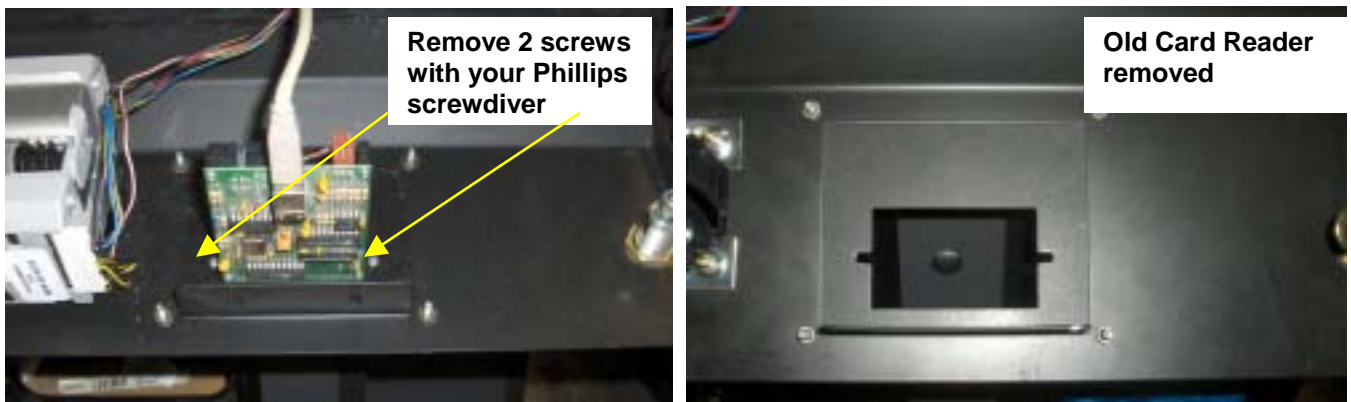 Remove 2 screws
with your Phillips
screwdiver
Old Card Reader
removed